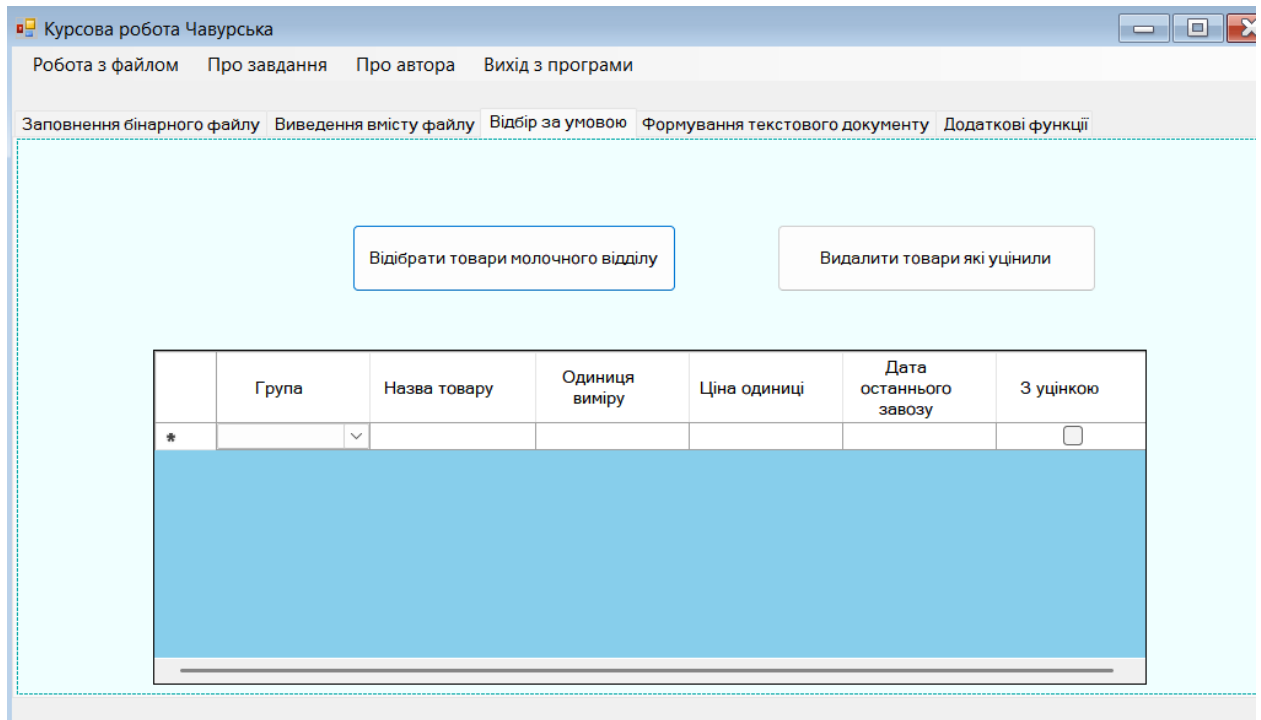 Курсова робота Чавурська
Робота з файлом Про завдання Про автора Вихід з програми
Заповнення бінарного файлу Виведення вмісту файлу Відбір за умовою Формування текстового документу Додаткові функції
Відібрати товари молочного відділу Видалити товари які уцінили
Група Назва товару Одиниця виміру Ціна одиниці Дата останнього завозу З уцінкою
*